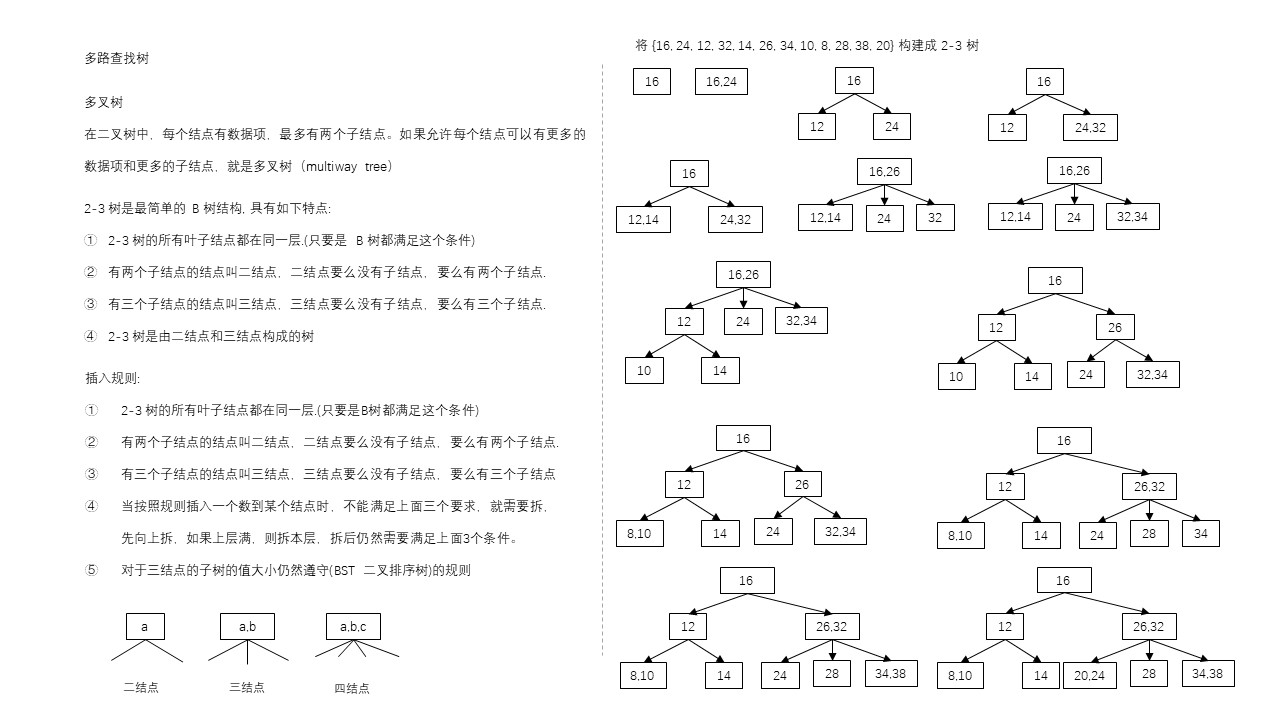 多路查找树
多叉树
在二叉树中，每个结点有数据项，最多有两个子结点。如果允许每个结点可以有更多的
数据项和更多的子结点，就是多叉树（multiway tree）
2-3 树是最简单的 B 树结构, 具有如下特点:
① 2-3 树的所有叶子结点都在同一层.(只要是 B 树都满足这个条件)
② 有两个子结点的结点叫二结点，二结点要么没有子结点，要么有两个子结点.
③ 有三个子结点的结点叫三结点，三结点要么没有子结点，要么有三个子结点.
④ 2-3 树是由二结点和三结点构成的树
插入规则:
① 2-3 树的所有叶子结点都在同一层.(只要是B树都满足这个条件)
② 有两个子结点的结点叫二结点，二结点要么没有子结点，要么有两个子结点.
③ 有三个子结点的结点叫三结点，三结点要么没有子结点，要么有三个子结点
④ 当按照规则插入一个数到某个结点时，不能满足上面三个要求，就需要拆，
先向上拆，如果上层满，则拆本层，拆后仍然需要满足上面3个条件。
⑤ 对于三结点的子树的值大小仍然遵守(BST 二叉排序树)的规则
a
a,b
a,b,c
二结点
三结点
四结点
将 {16, 24, 12, 32, 14, 26, 34, 10, 8, 28, 38, 20} 构建成 2-3 树
16
16,24
16
12
24
16
12
24,32
16
12,14
24,32
16,26
12,14
24
32
16,26
12,14
24
32,34
16,26
12
24
32,34
10
14
16
12
26
10
14
24
32,34
16
12
26
8,10
14
24
32,34
16
12
26,32
8,10
14
24
28
34
16
12
26,32
8,10
14
24
28
34,38
16
12
26,32
8,10
14
20,24
28
34,38